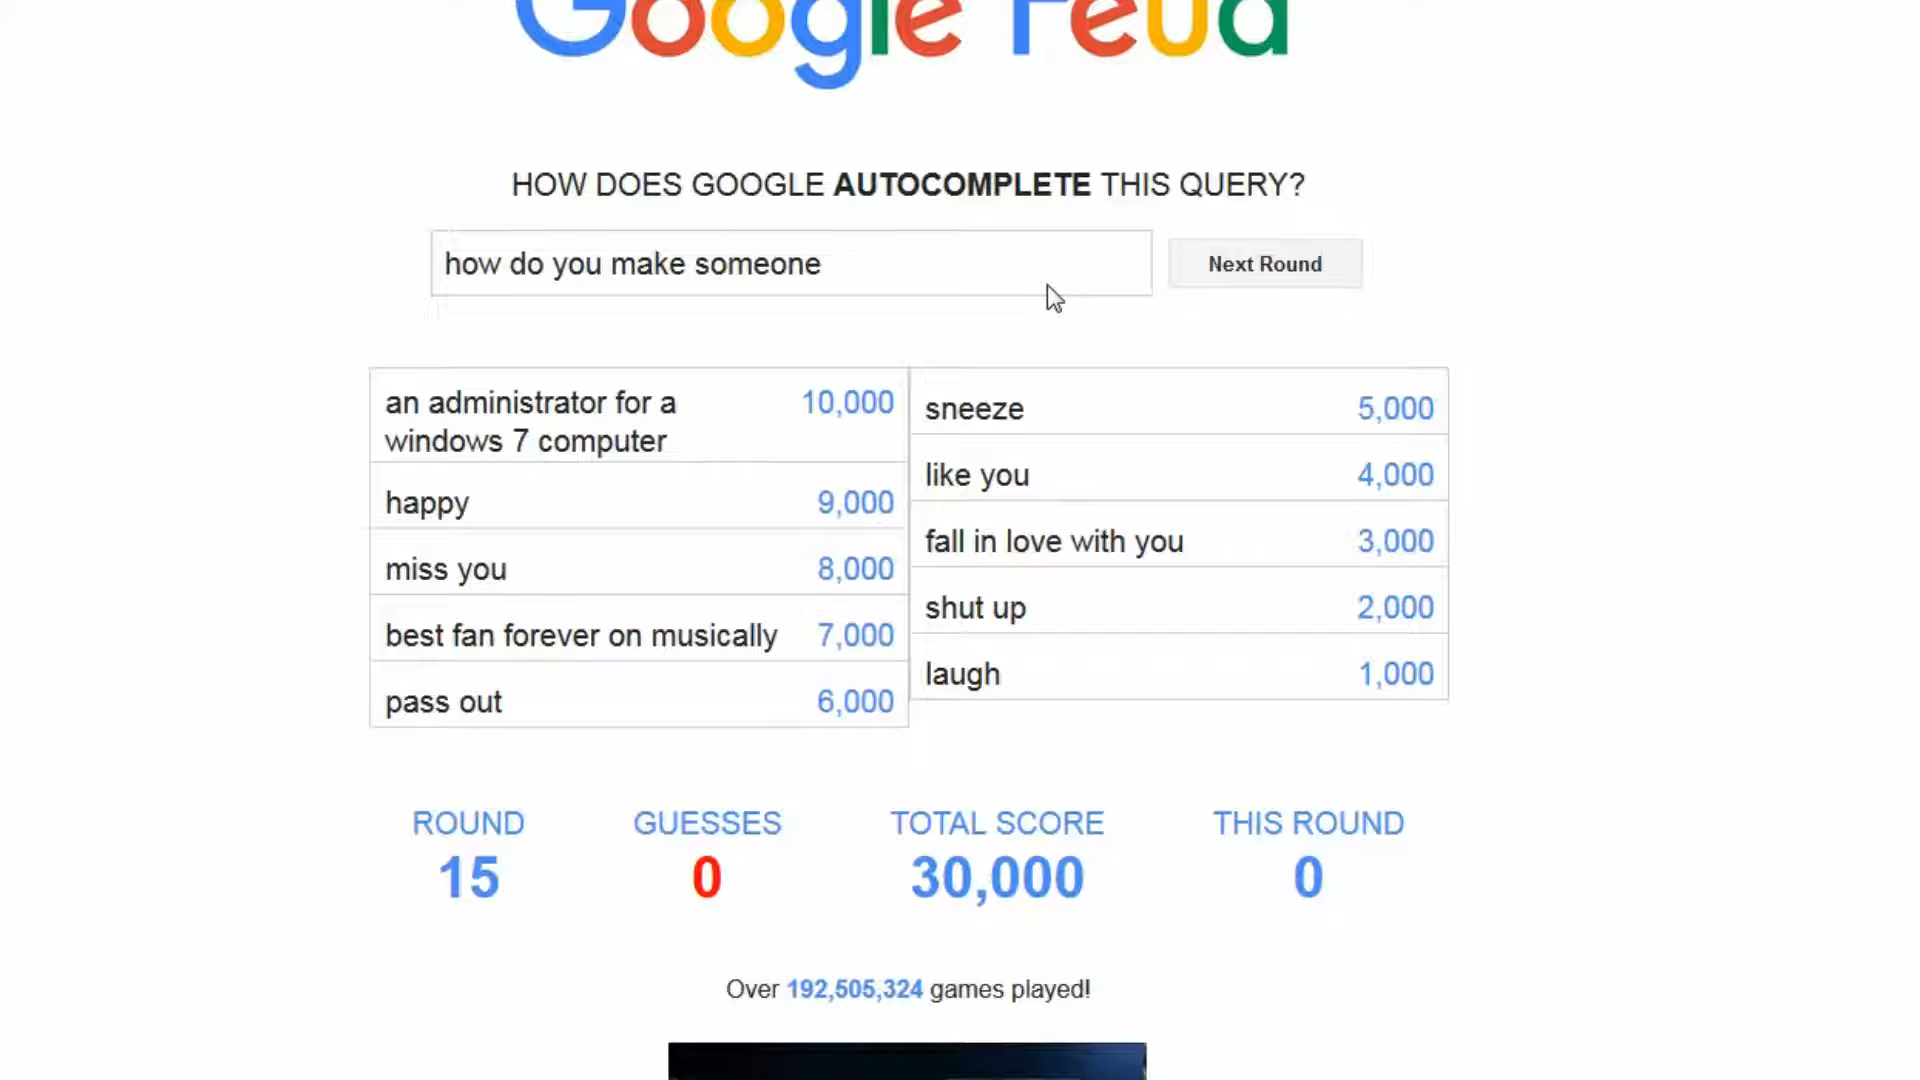 Google Feud
HOW DOES GOOGLE AUTOCOMPLETE THIS QUERY?
how do you make someone
Next Round
an administrator for a
windows 7 computer
10,000
happy 9,000
miss you 8,000
best fan forever on musically 7,000
pass out 6,000
sneeze 5,000
like you 4,000
fall in love with you 3,000
shut up 2,000
laugh 1,000
ROUND GUESSES TOTAL SCORE THIS ROUND
15 0 30,000 0
Over 192,505,324 games played!